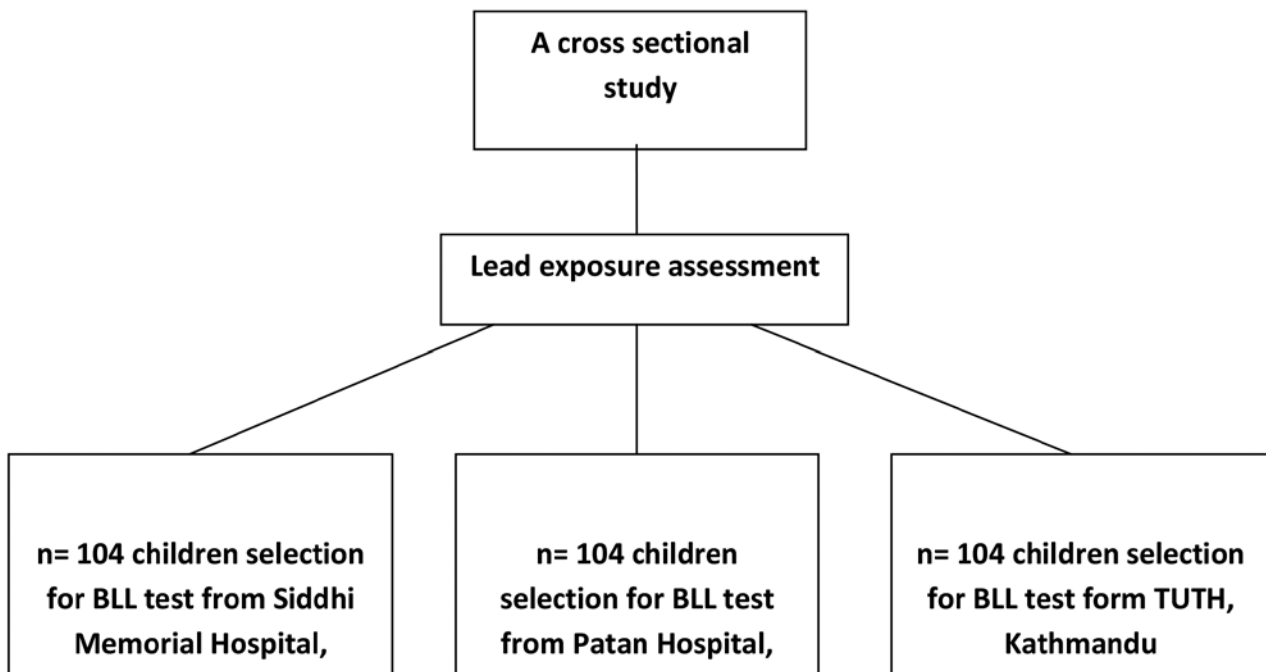 A cross sectional
study
Lead exposure assessment
n= 104 children selection
for BLL test from Siddhi
Memorial Hospital,
n= 104 children
selection for BLL test
from Patan Hospital,
n= 104 children selection
for BLL test form TUTH,
Kathmandu